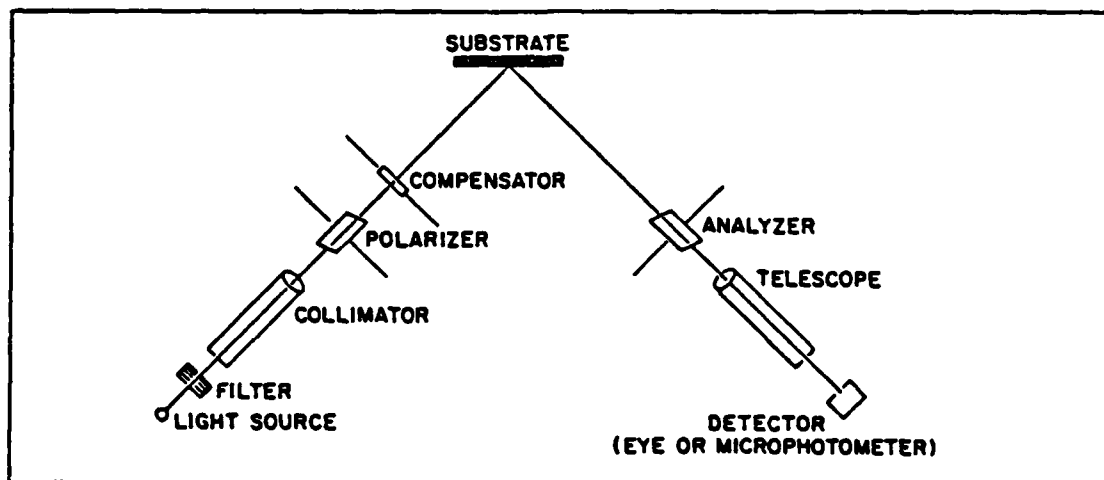 SUBSTRATE
COMPENSATOR
POLARIZER
ANALYZER
COLLIMATOR
TELESCOPE
FILTER
LIGHT SOURCE
DETECTOR
(EYE OR MICROPHOTOMETER)